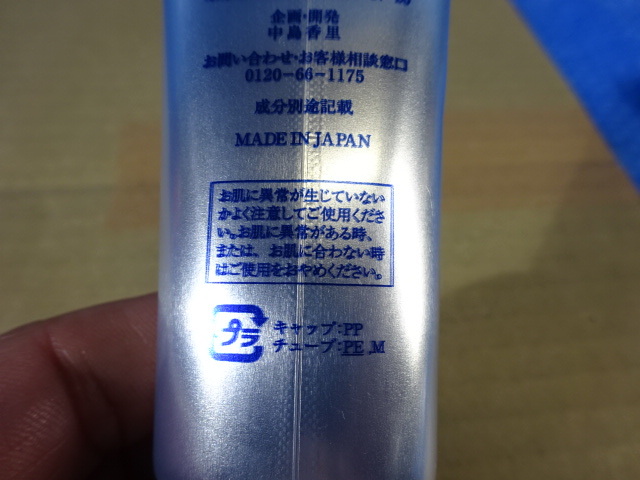 企画・開発
中島香里
お問い合わせ・お客様相談窓口
0120-66-1175
成分別途記載
MADE IN JAPAN
お肌に異常が生じていない
かよく注意してご使用くださ
い。お肌に異常がある時、
または、お肌に合わない時
はご使用をおやめください。
プラ
キャップ:PP
チューブ:PE,M